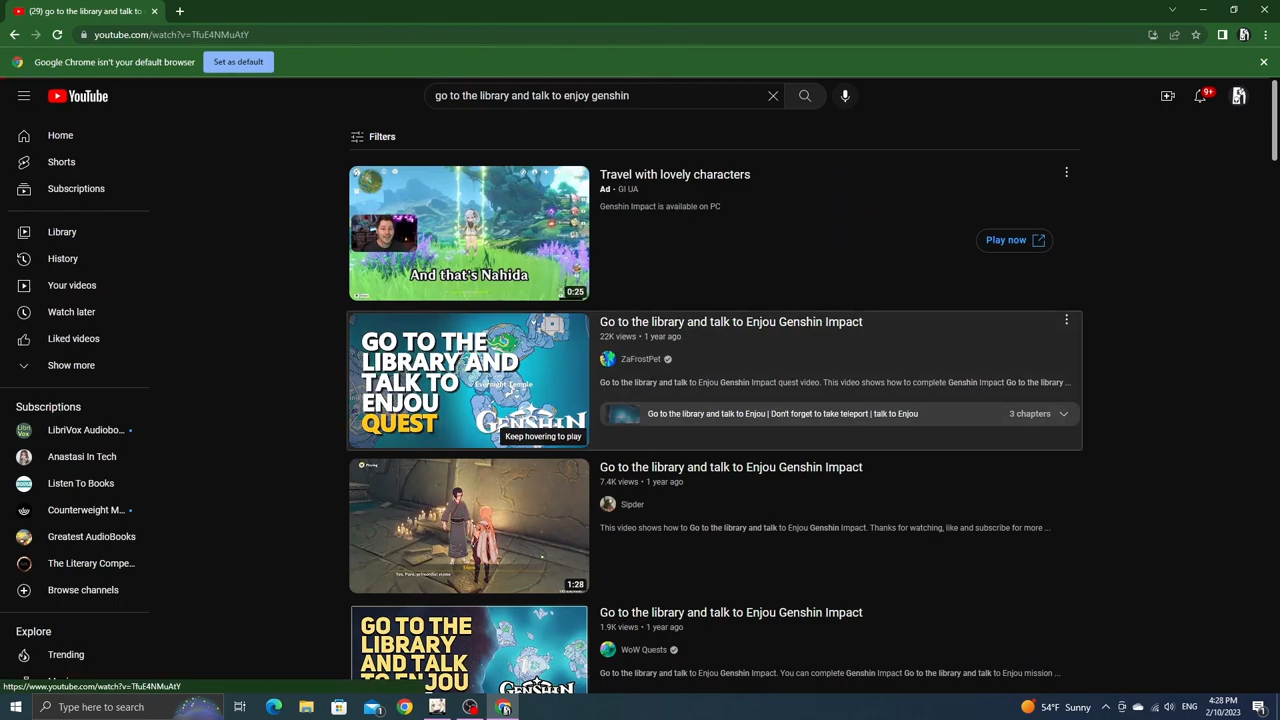 (29) go to the library and talk to
youtube.com/watch?v=TfuE4NMuAtY
Google Chrome isn't your default browser
Set as default
YouTube
go to the library and talk to enjoy genshin
9+
Home
Shorts
Subscriptions
Library
History
Your videos
Watch later
Liked videos
Show more
Subscriptions
LibriVox Audiobo...
Anastasi In Tech
Listen To Books
Counterweight M...
Greatest AudioBooks
The Literary Compe...
Browse channels
Explore
Trending
Filters
And that's Nahida
0:25
Travel with lovely characters
Ad • GI UA
Genshin Impact is available on PC
Play now
GO TO THE
LIBRARY AND
TALK TO
ENJOU
QUEST
Evernight Temple
GENSHIN
Keep hovering to play
Go to the library and talk to Enjou Genshin Impact
22K views • 1 year ago
ZaFrostPet
Go to the library and talk to Enjou Genshin Impact quest video. This video shows how to complete Genshin Impact Go to the library ...
Go to the library and talk to Enjou | Don't forget to take teleport | talk to Enjou
3 chapters
Playing
Yes, Pure, primordial stone
1:28
Go to the library and talk to Enjou Genshin Impact
7.4K views • 1 year ago
Sipder
This video shows how to Go to the library and talk to Enjou Genshin Impact. Thanks for watching, like and subscribe for more ...
GO TO THE
LIBRARY
AND TALK
TO ENJOU
GENSHIN
Go to the library and talk to Enjou Genshin Impact
1.9K views • 1 year ago
WoW Quests
Go to the library and talk to Enjou Genshin Impact. You can complete Genshin Impact Go to the library and talk to Enjou mission ...
https://www.youtube.com/watch?v=TfuE4NMuAtY
Type here to search
1
54°F Sunny
ENG
4:28 PM
2/10/2023
1